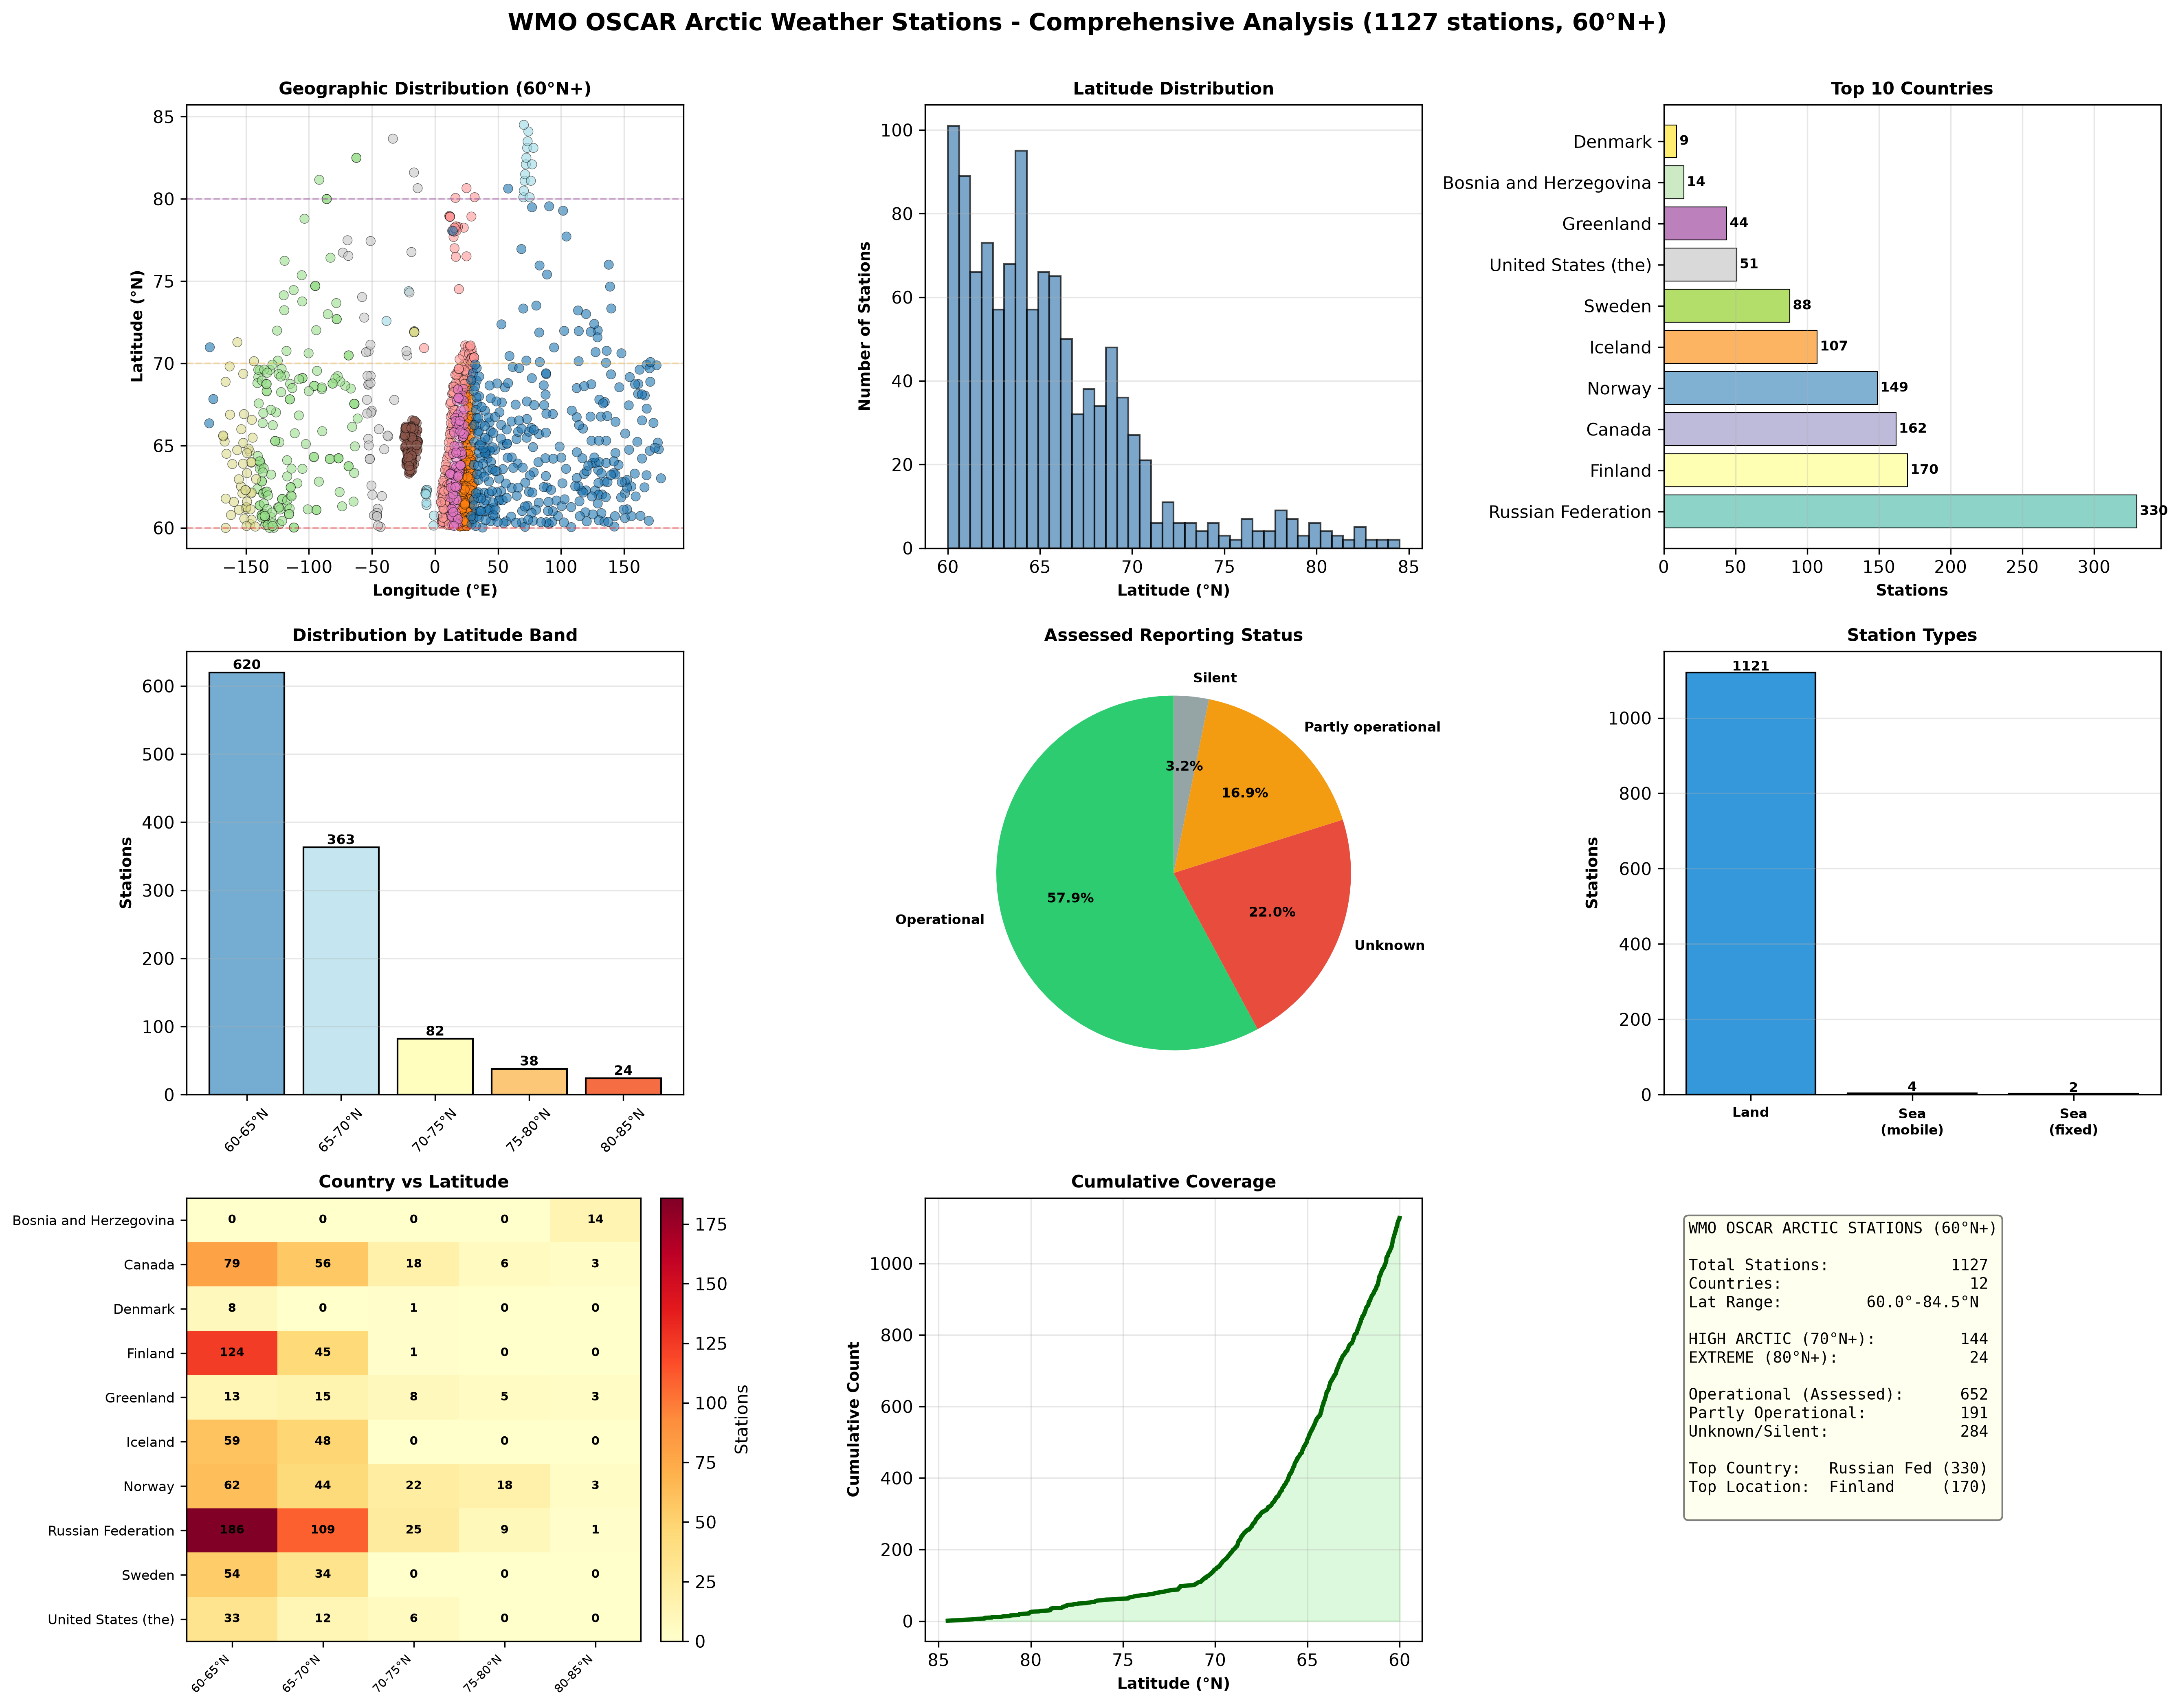 WMO OSCAR Arctic Weather Stations - Comprehensive Analysis (1127 stations, 60°N+)
Geographic Distribution (60°N+)
85
80
75
70
65
60
Latitude (°N)
−150 −100 −50 0 50 100 150
Longitude (°E)
Latitude Distribution
100
80
60
40
20
0
Number of Stations
60 65 70 75 80 85
Latitude (°N)
Top 10 Countries
Denmark 9
Bosnia and Herzegovina 14
Greenland 44
United States (the) 51
Sweden 88
Iceland 107
Norway 149
Canada 162
Finland 170
Russian Federation 330
0 50 100 150 200 250 300
Stations
Distribution by Latitude Band
600
500
400
300
200
100
0
Stations
620
363
82
38
24
60-65°N 65-70°N 70-75°N 75-80°N 80-85°N
Assessed Reporting Status
Silent
Partly operational
3.2%
16.9%
57.9%
22.0%
Operational
Unknown
Station Types
1000
800
600
400
200
0
Stations
1121
4
2
Land
Sea
(mobile)
Sea
(fixed)
Country vs Latitude
Bosnia and Herzegovina 0 0 0 0 14
Canada 79 56 18 6 3
Denmark 8 0 1 0 0
Finland 124 45 1 0 0
Greenland 13 15 8 5 3
Iceland 59 48 0 0 0
Norway 62 44 22 18 3
Russian Federation 186 109 25 9 1
Sweden 54 34 0 0 0
United States (the) 33 12 6 0 0
60-65°N 65-70°N 70-75°N 75-80°N 80-85°N
175
150
125
100
75
50
25
0
Stations
Cumulative Coverage
1000
800
600
400
200
0
Cumulative Count
85 80 75 70 65 60
Latitude (°N)
WMO OSCAR ARCTIC STATIONS (60°N+)
Total Stations: 1127
Countries: 12
Lat Range: 60.0°-84.5°N
HIGH ARCTIC (70°N+): 144
EXTREME (80°N+): 24
Operational (Assessed): 652
Partly Operational: 191
Unknown/Silent: 284
Top Country: Russian Fed (330)
Top Location: Finland (170)